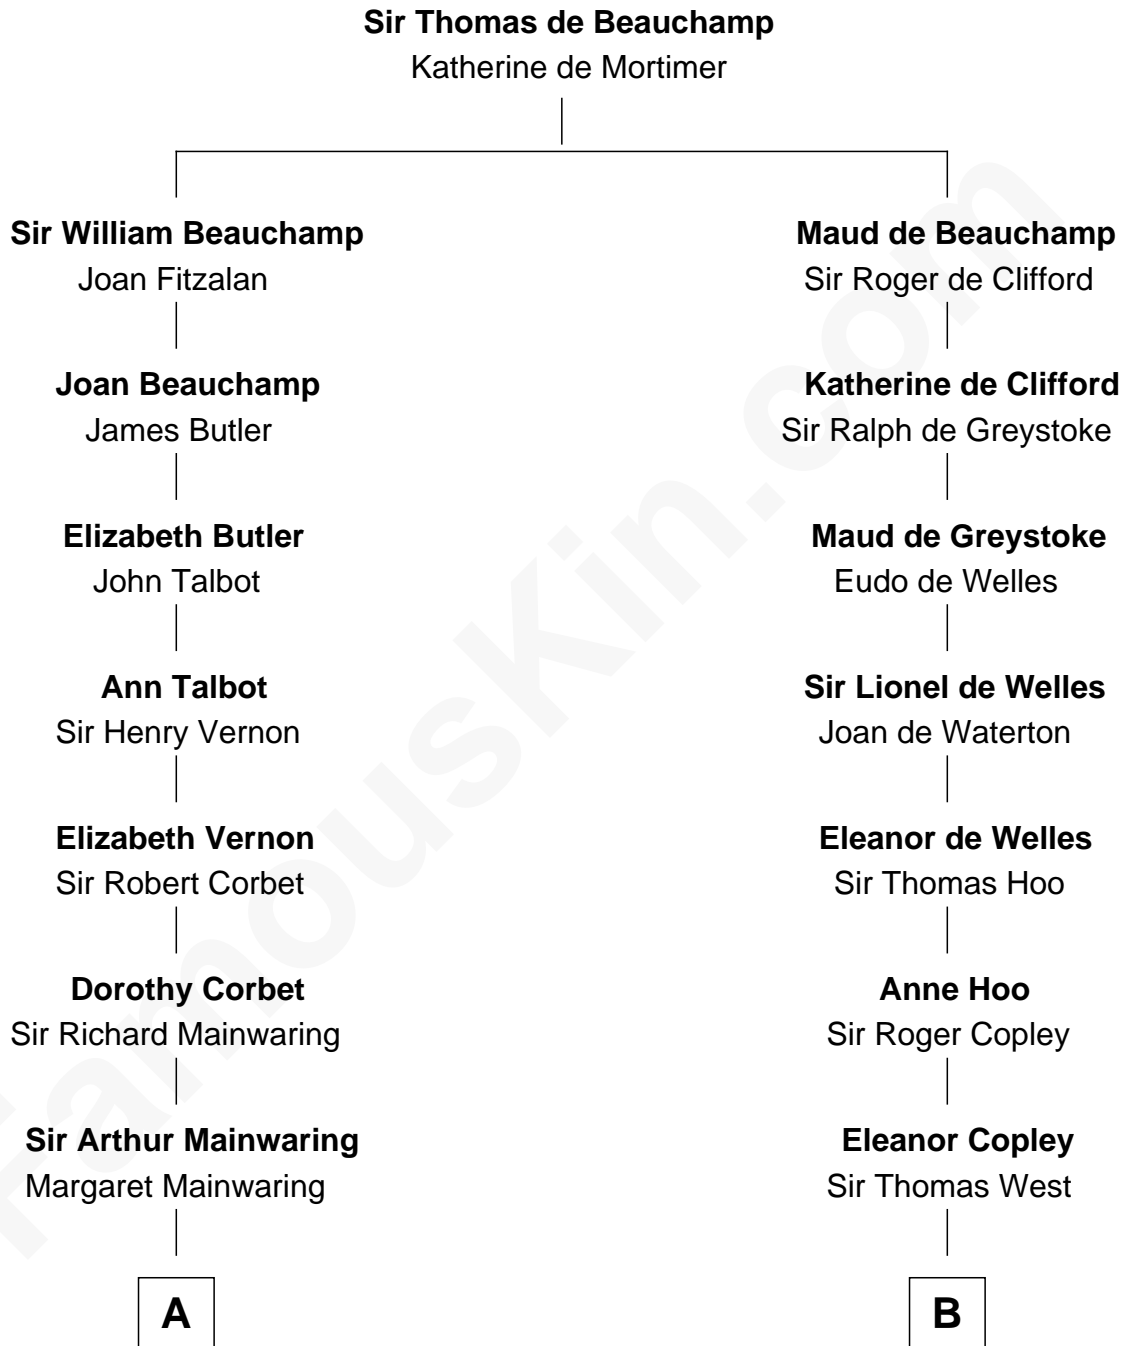 Sir Thomas de Beauchamp
Katherine de Mortimer
Sir William Beauchamp
Joan Fitzalan
Maud de Beauchamp
Sir Roger de Clifford
Joan Beauchamp
James Butler
Katherine de Clifford
Sir Ralph de Greystoke
Elizabeth Butler
John Talbot
Maud de Greystoke
Eudo de Welles
Ann Talbot
Sir Henry Vernon
Sir Lionel de Welles
Joan de Waterton
Elizabeth Vernon
Sir Robert Corbet
Eleanor de Welles
Sir Thomas Hoo
Dorothy Corbet
Sir Richard Mainwaring
Anne Hoo
Sir Roger Copley
Sir Arthur Mainwaring
Margaret Mainwaring
Eleanor Copley
Sir Thomas West
A
B
FamousKin.com